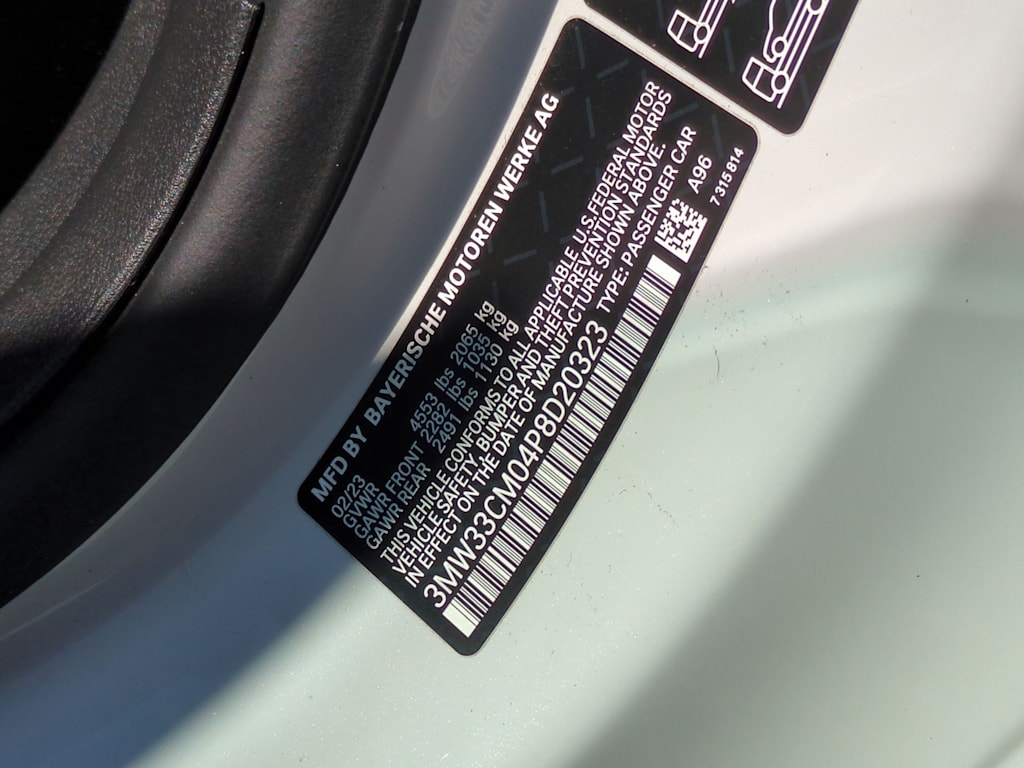 MFD BY BAYERISCHE MOTOREN WERKE AG
02/23
GVWR 4553 lbs 2065 kg
GAWR FRONT 2282 lbs 1035 kg
GAWR REAR 2491 lbs 1130 kg
THIS VEHICLE CONFORMS TO ALL APPLICABLE U.S.FEDERAL MOTOR
VEHICLE SAFETY, BUMPER AND THEFT PREVENTION STANDARDS
IN EFFECT ON THE DATE OF MANUFACTURE SHOWN ABOVE.
3MW33CM04P8D20323 TYPE: PASSENGER CAR
A96
7 315 814